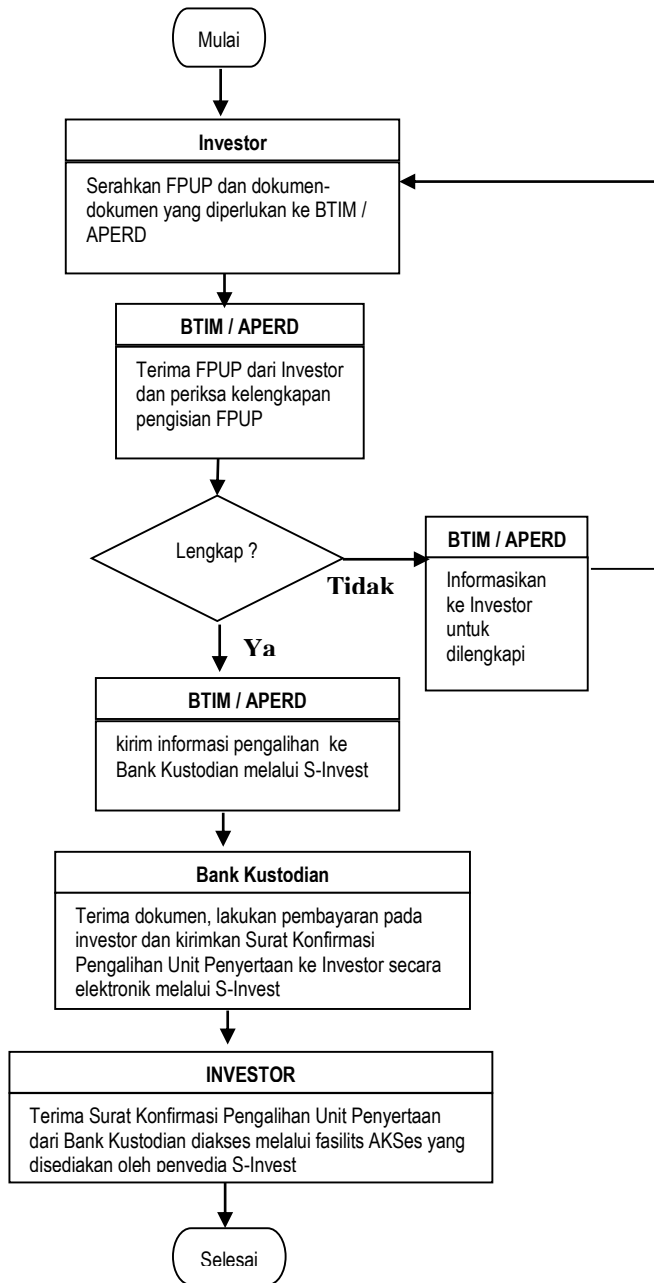 Mulai
Investor
Serahkan FPUP dan dokumen-
dokumen yang diperlukan ke BTIM /
APERD
BTIM / APERD
Terima FPUP dari Investor
dan periksa kelengkapan
pengisian FPUP
Lengkap ?
Tidak
BTIM / APERD
Informasikan
ke Investor
untuk
dilengkapi
Ya
BTIM / APERD
kirim informasi pengalihan ke
Bank Kustodian melalui S-Invest
Bank Kustodian
Terima dokumen, lakukan pembayaran pada
investor dan kirimkan Surat Konfirmasi
Pengalihan Unit Penyertaan ke Investor secara
elektronik melalui S-Invest
INVESTOR
Terima Surat Konfirmasi Pengalihan Unit Penyertaan
dari Bank Kustodian diakses melalui fasilits AKSes yang
disediakan oleh penyedia S-Invest
Selesai